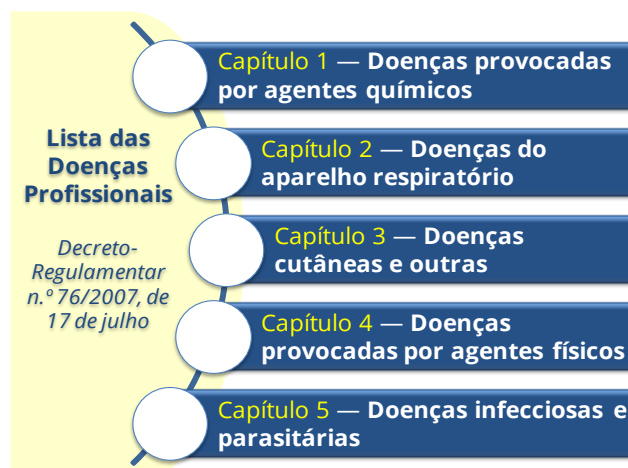 Lista das
Doenças
Profissionais
Decreto-
Regulamentar
n.º 76/2007, de
17 de julho
Capítulo 1 — Doenças provocadas
por agentes químicos
Capítulo 2 — Doenças do
aparelho respiratório
Capítulo 3 — Doenças
cutâneas e outras
Capítulo 4 — Doenças
provocadas por agentes físicos
Capítulo 5 — Doenças infecciosas e
parasitárias